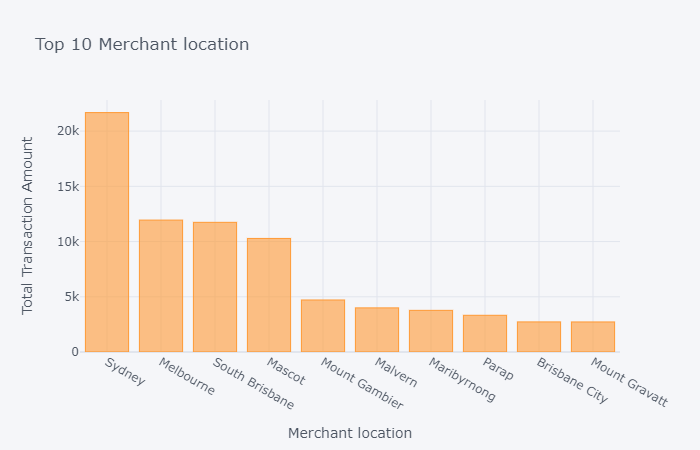 Top 10 Merchant location
Total Transaction Amount
20k
15k
10k
5k
0
Sydney
Melbourne
South Brisbane
Mascot
Mount Gambier
Malvern
Maribyrnong
Parap
Brisbane City
Mount Gravatt
Merchant location